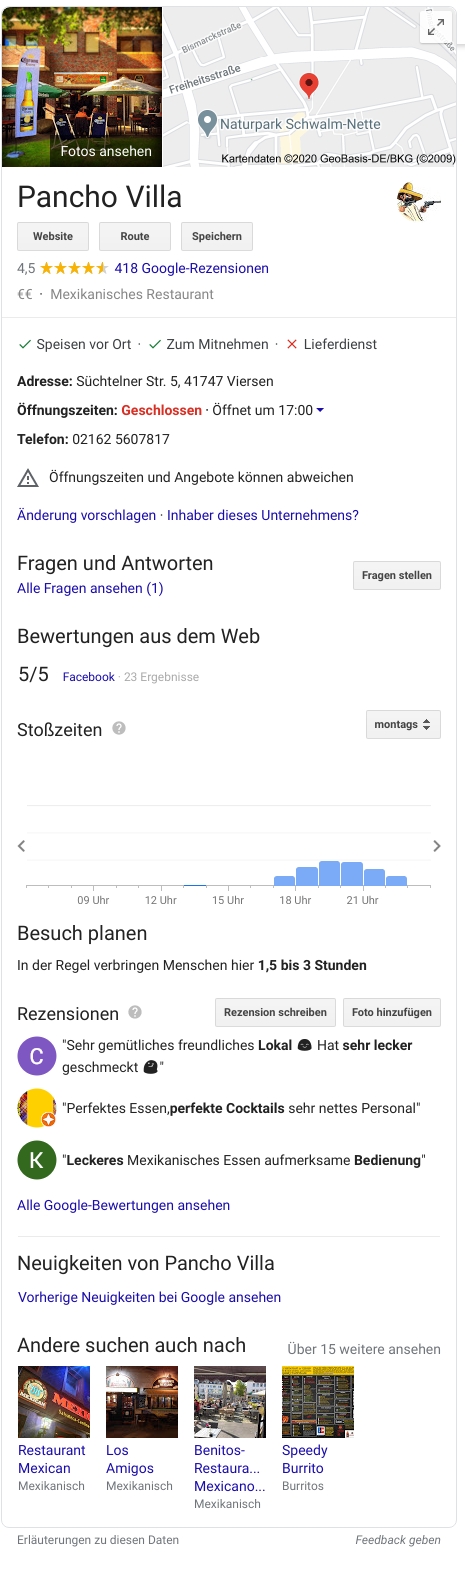 Bismarckstraße
Freiheitsstraße
Naturpark Schwalm-Nette
Fotos ansehen
Kartendaten ©2020 GeoBasis-DE/BKG (©2009)
Pancho Villa
Website Route Speichern
4,5 418 Google-Rezensionen
€€ · Mexikanisches Restaurant
Speisen vor Ort · Zum Mitnehmen · Lieferdienst
Adresse: Süchtelner Str. 5, 41747 Viersen
Öffnungszeiten: Geschlossen · Öffnet um 17:00
Telefon: 02162 5607817
Öffnungszeiten und Angebote können abweichen
Änderung vorschlagen · Inhaber dieses Unternehmens?
Fragen und Antworten
Fragen stellen
Alle Fragen ansehen (1)
Bewertungen aus dem Web
5/5 Facebook · 23 Ergebnisse
Stoßzeiten ? montags
09 Uhr 12 Uhr 15 Uhr 18 Uhr 21 Uhr
Besuch planen
In der Regel verbringen Menschen hier 1,5 bis 3 Stunden
Rezensionen ? Rezension schreiben Foto hinzufügen
C "Sehr gemütliches freundliches Lokal Hat sehr lecker
geschmeckt "
"Perfektes Essen,perfekte Cocktails sehr nettes Personal"
K "Leckeres Mexikanisches Essen aufmerksame Bedienung"
Alle Google-Bewertungen ansehen
Neuigkeiten von Pancho Villa
Vorherige Neuigkeiten bei Google ansehen
Andere suchen auch nach Über 15 weitere ansehen
Restaurant Los Benitos- Speedy
Mexican Amigos Restaura... Burrito
Mexikanisch Mexikanisch Mexicano... Burritos
Mexikanisch
Erläuterungen zu diesen Daten Feedback geben